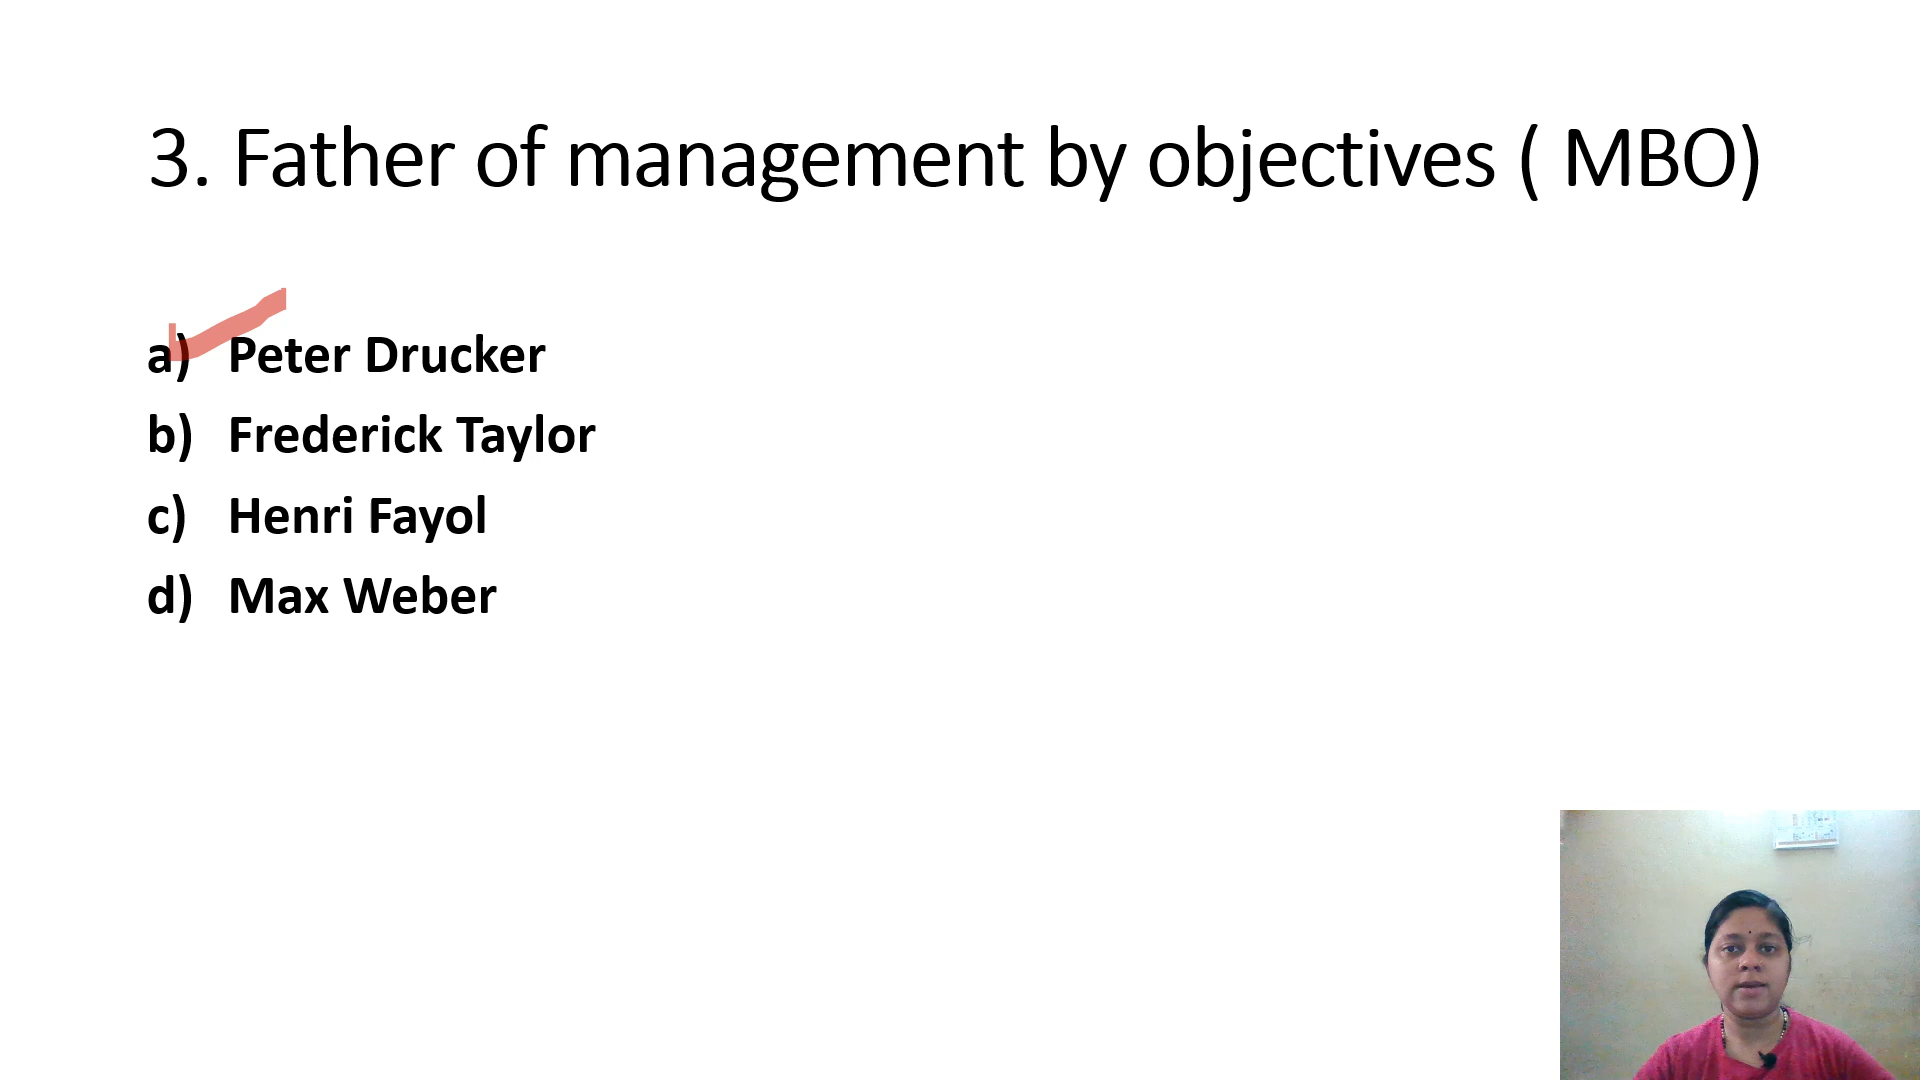 3. Father of management by objectives ( MBO)
a) Peter Drucker
b) Frederick Taylor
c) Henri Fayol
d) Max Weber